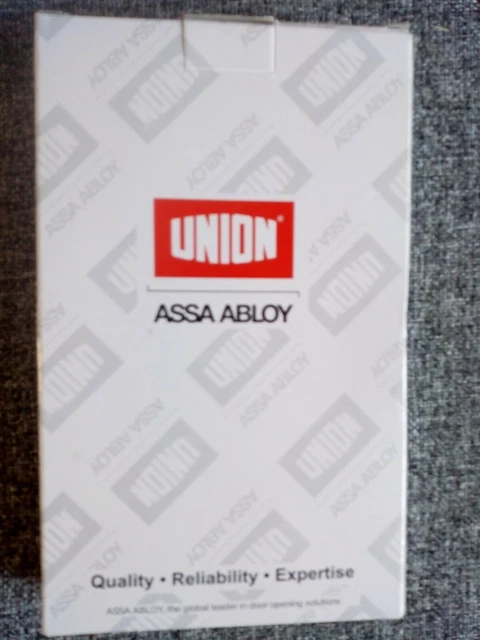 UNION®
ASSA ABLOY
Quality • Reliability • Expertise
ASSA ABLOY, the global leader in door opening solutions